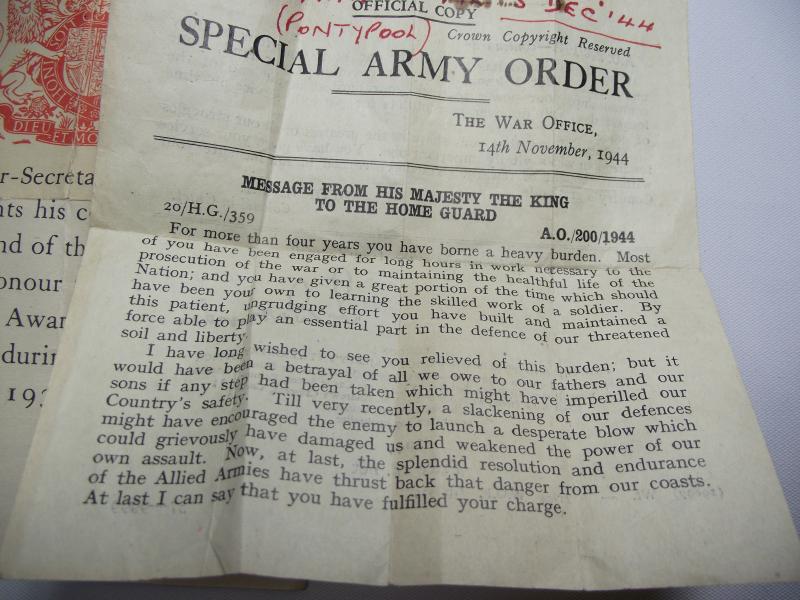 DEC '44
OFFICIAL COPY
(PONTYPOOL)
Crown Copyright Reserved
SPECIAL ARMY ORDER
THE WAR OFFICE,
14th November, 1944
MESSAGE FROM HIS MAJESTY THE KING
TO THE HOME GUARD
20/H.G./359
A.O./200/1944
For more than four years you have borne a heavy burden. Most
of you have been engaged for long hours in work necessary to the
prosecution of the war or to maintaining the healthful life of the
Nation; and you have given a great portion of the time which should
have been your own to learning the skilled work of a soldier. By
this patient, ungrudging effort you have built and maintained a
force able to play an essential part in the defence of our threatened
soil and liberty.
I have long wished to see you relieved of this burden; but it
would have been a betrayal of all we owe to our fathers and our
sons if any step had been taken which might have imperilled our
Country's safety. Till very recently, a slackening of our defences
might have encouraged the enemy to launch a desperate blow which
could grievously have damaged us and weakened the power of our
own assault. Now, at last, the splendid resolution and endurance
of the Allied Armies have thrust back that danger from our coasts.
At last I can say that you have fulfilled your charge.
DIEU ET MO
r-Secreta
nts his c
nd of th
onour
Awar
durin
193